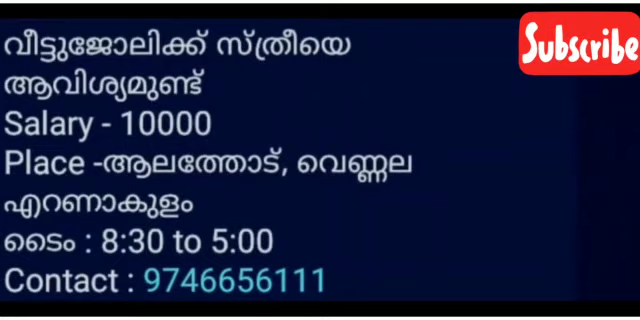 വീട്ടുജോലിക്ക് സ്ത്രീയെ
ആവിശ്യമുണ്ട്
Salary - 10000
Place -ആലത്തോട്, വെണ്ണല
എറണാകുളം
ടൈം : 8:30 to 5:00
Contact : 9746656111
Subscribe